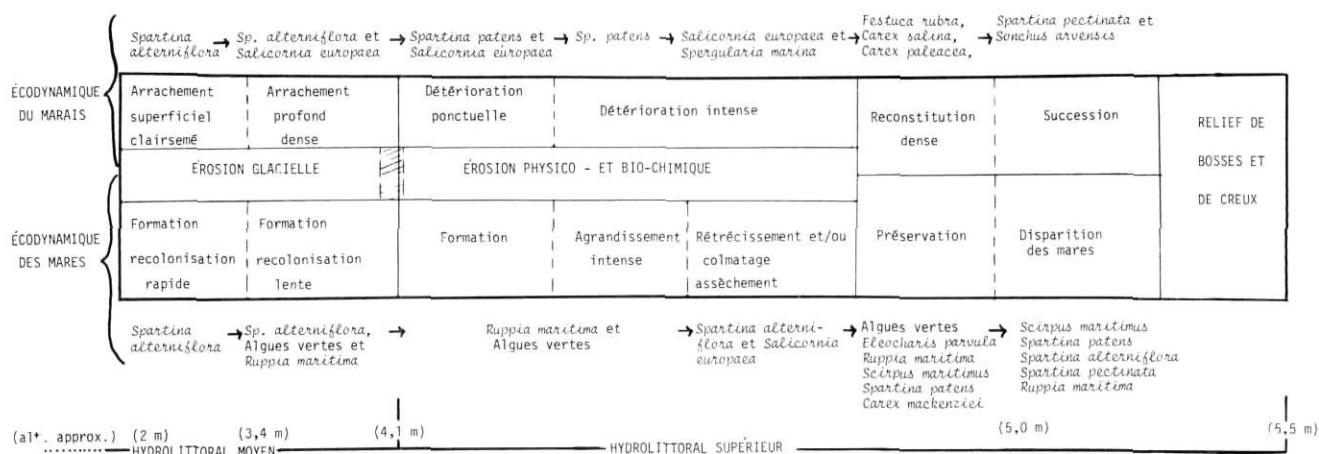 Spartina alterniflora → Sp. alterniflora et Salicornia europaea → Spartina patens et Salicornia europaea → Sp. patens → Salicornia europaea et Spergularia marina → Festuca rubra, Carex salina, Carex paleacea, → Spartina pectinata et Sonchus arvensis
ÉCODYNAMIQUE
DU MARAIS
Arrachement
superficiel
clairsemé
Arrachement
profond
dense
Détérioration
ponctuelle
Détérioration intense
Reconstitution
dense
Succession
RELIEF DE
BOSSES ET
DE CREUX
ÉROSION GLACIELLE
ÉROSION PHYSICO - ET BIO-CHIMIQUE
ÉCODYNAMIQUE
DES MARES
Formation
recolonisation
rapide
Formation
recolonisation
lente
Formation
Agrandissement
intense
Rétrécissement et/ou
colmatage
assèchement
Préservation
Disparition
des mares
Spartina
alterniflora
→ Sp. alterniflora,
Algues vertes et
Ruppia maritima
→ Ruppia maritima et
Algues vertes
→ Spartina alterni-
flora et Salicornia
europaea
→ Algues vertes
Eleocharis parvula
Ruppia maritima
Scirpus maritimus
Spartina patens
Carex mackenziei
→ Scirpus maritimus
Spartina patens
Spartina alterniflora
Spartina pectinata
Ruppia maritima
(alt. approx.) (2 m) (3,4 m) (4,1 m) (5,0 m) (5,5 m)
HYDROLITTORAL MOYEN HYDROLITTORAL SUPÉRIEUR